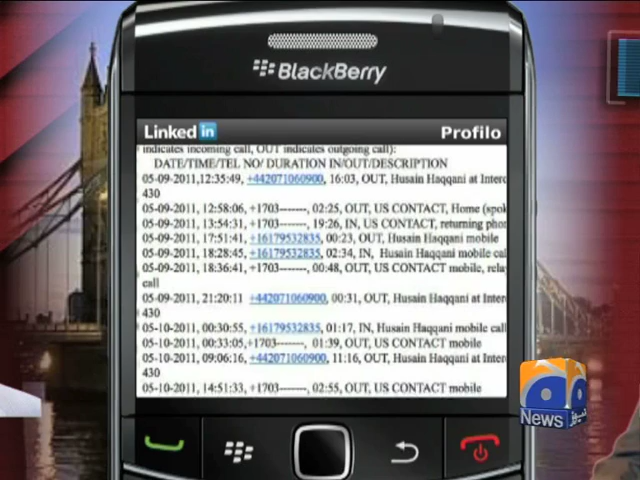 BlackBerry
Linked in Profilo
indicates incoming call, OUT indicates outgoing call):
DATE/TIME/TEL NO/ DURATION IN/OUT/DESCRIPTION
05-09-2011,12:35:49, +442071060900, 16:03, OUT, Husain Haqqani at Interc
430
05-09-2011, 12:58:06, +1703-------, 02:25, OUT, US CONTACT, Home (spok
05-09-2011, 13:54:31, +1703-------, 19:26, IN, US CONTACT, returning phon
05-09-2011, 17:51:41, +16179532835, 00:23, OUT, Husain Haqqani mobile
05-09-2011, 18:28:45, +16179532835, 02:34, IN, Husain Haqqani mobile cal
05-09-2011, 18:36:41, +1703-------, 00:48, OUT, US CONTACT mobile, rela
call
05-09-2011, 21:20:11 +442071060900, 00:31, OUT, Husain Haqqani at Inter
430
05-10-2011, 00:30:55, +16179532835, 01:17, IN, Husain Haqqani mobile call
05-10-2011, 00:33:05,+1703-------, 01:39, OUT, US CONTACT mobile
05-10-2011, 09:06:16, +442071060900, 11:16, OUT, Husain Haqqani at Inter
430
05-10-2011, 14:51:33, +1703-------, 02:55, OUT, US CONTACT mobile
News نیوز